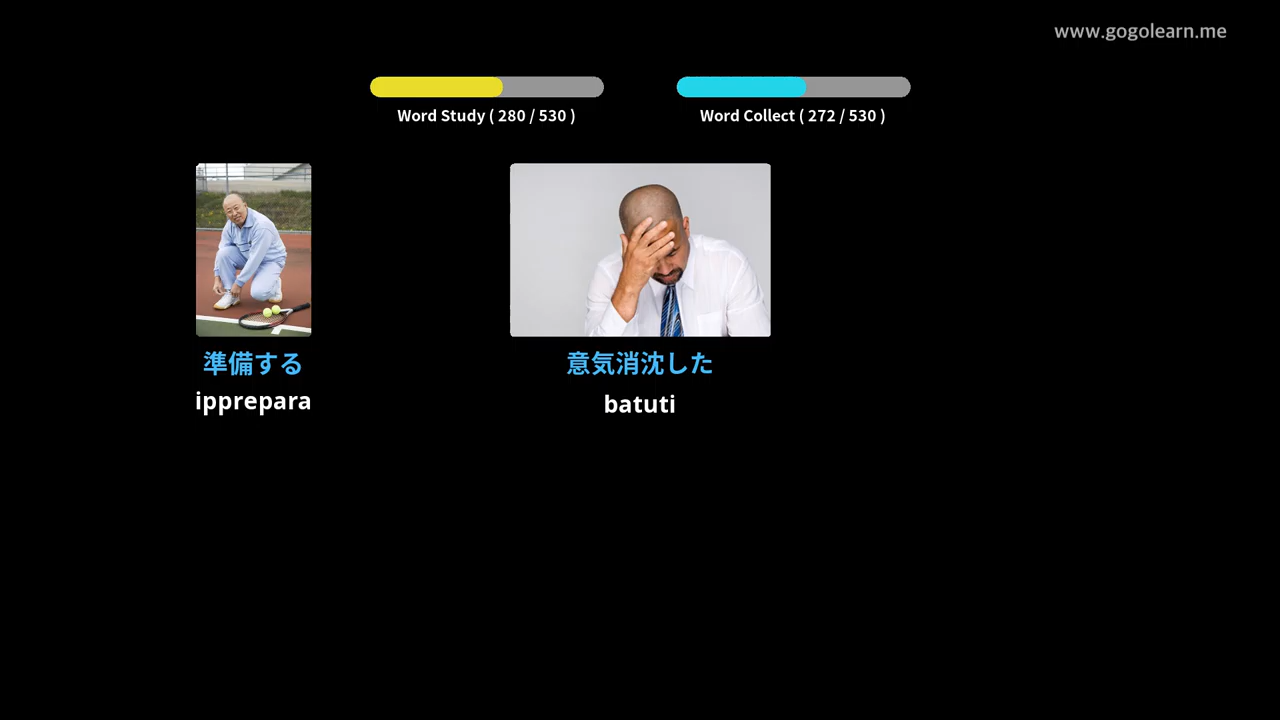 www.gogolearn.me
Word Study ( 280 / 530 )
Word Collect ( 272 / 530 )
準備する
ipprepara
意気消沈した
batuti